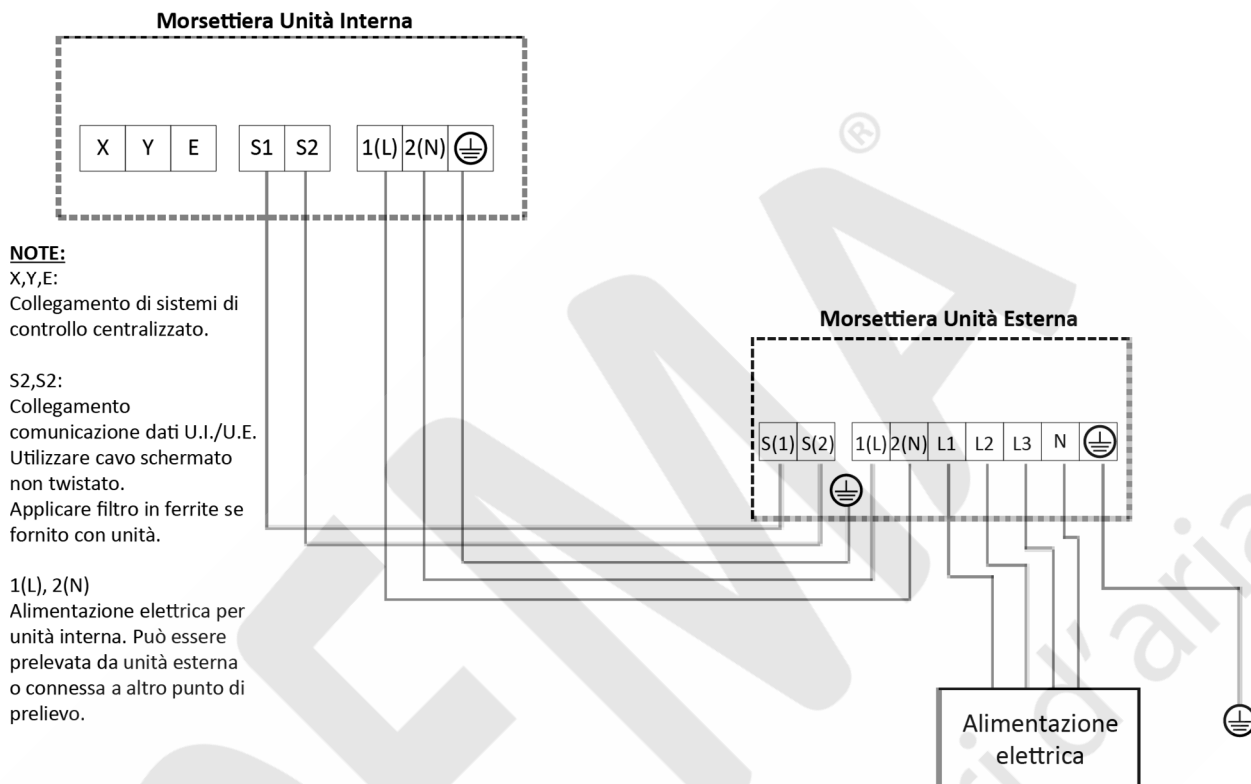 Morsettiera Unità Interna
X Y E S1 S2 1(L) 2(N)
NOTE:
X,Y,E:
Collegamento di sistemi di
controllo centralizzato.
S2,S2:
Collegamento
comunicazione dati U.I./U.E.
Utilizzare cavo schermato
non twistato.
Applicare filtro in ferrite se
fornito con unità.
1(L), 2(N)
Alimentazione elettrica per
unità interna. Può essere
prelevata da unità esterna
o connessa a altro punto di
prelievo.
Morsettiera Unità Esterna
S(1) S(2) 1(L) 2(N) L1 L2 L3 N
Alimentazione
elettrica
®
d'aria